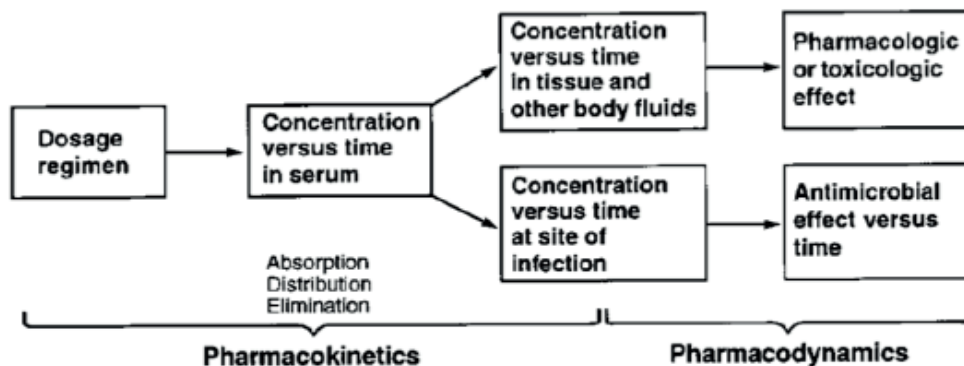 Dosage
regimen
Concentration
versus time
in serum
Concentration
versus time
in tissue and
other body fluids
Pharmacologic
or toxicologic
effect
Concentration
versus time
at site of
infection
Antimicrobial
effect versus
time
Absorption
Distribution
Elimination
Pharmacokinetics
Pharmacodynamics